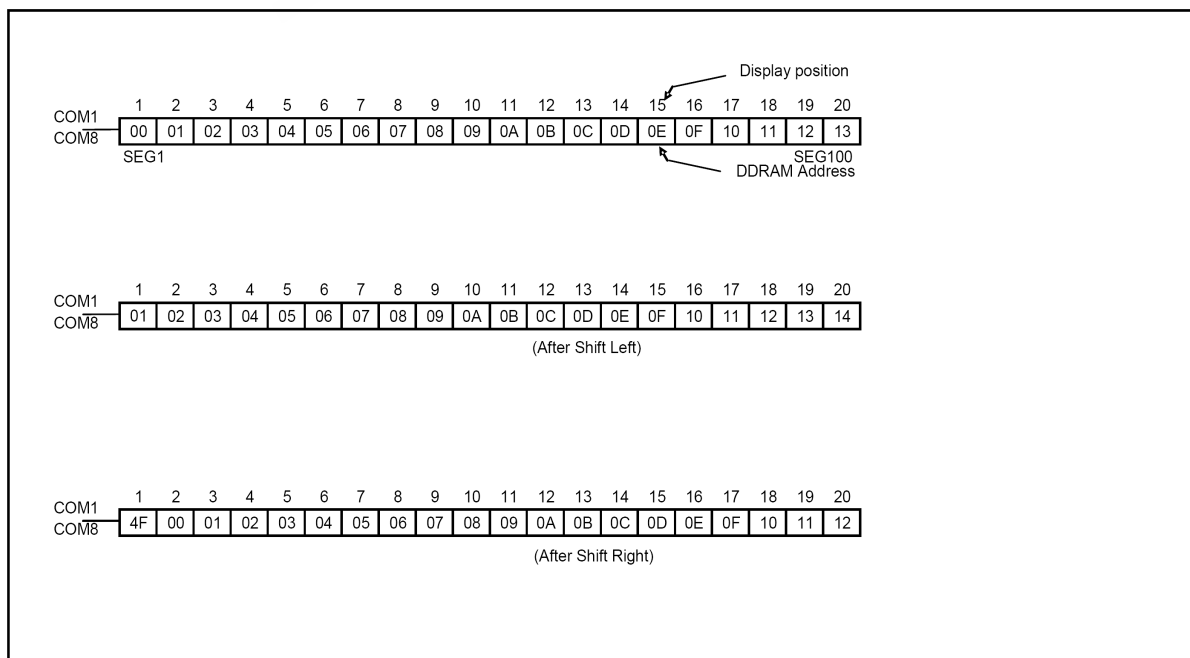 Display position
1 2 3 4 5 6 7 8 9 10 11 12 13 14 15 16 17 18 19 20
COM1
COM8
00 01 02 03 04 05 06 07 08 09 0A 0B 0C 0D 0E 0F 10 11 12 13
SEG1 SEG100
DDRAM Address
1 2 3 4 5 6 7 8 9 10 11 12 13 14 15 16 17 18 19 20
COM1
COM8
01 02 03 04 05 06 07 08 09 0A 0B 0C 0D 0E 0F 10 11 12 13 14
(After Shift Left)
1 2 3 4 5 6 7 8 9 10 11 12 13 14 15 16 17 18 19 20
COM1
COM8
4F 00 01 02 03 04 05 06 07 08 09 0A 0B 0C 0D 0E 0F 10 11 12
(After Shift Right)